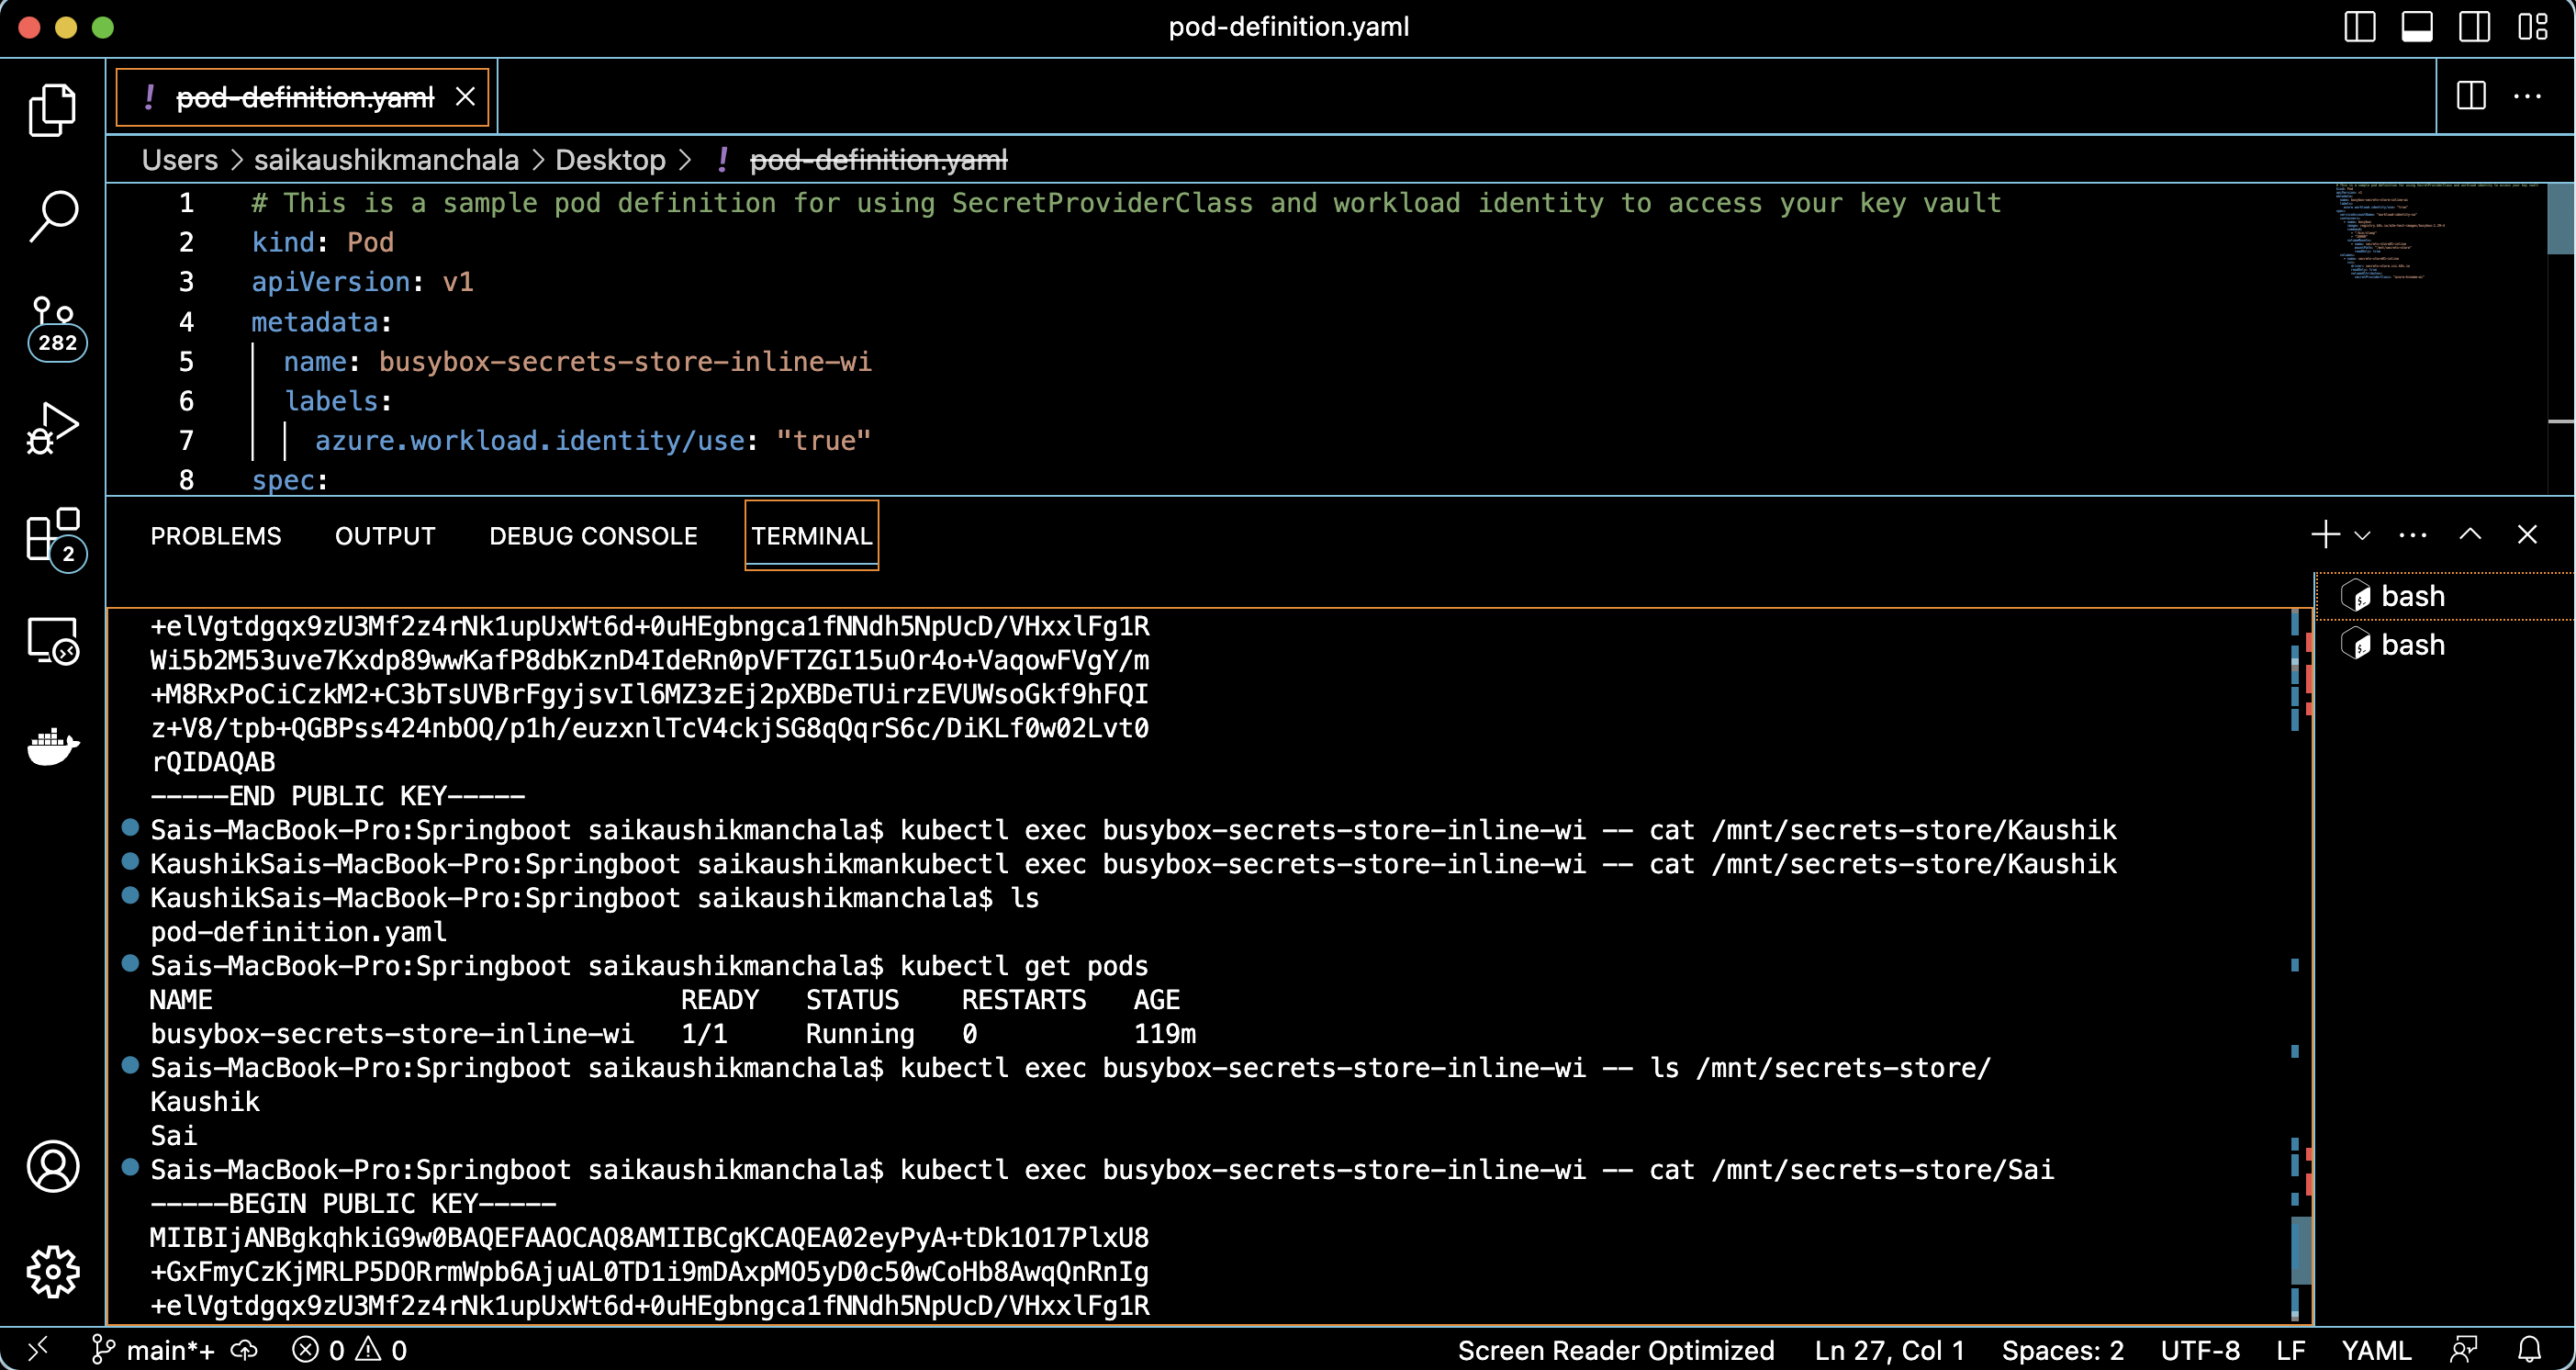 pod-definition.yaml
! pod-definition.yaml
Users > saikaushikmanchala > Desktop > ! pod-definition.yaml
1 # This is a sample pod definition for using SecretProviderClass and workload identity to access your key vault
2 kind: Pod
3 apiVersion: v1
4 metadata:
5 name: busybox-secrets-store-inline-wi
6 labels:
7 azure.workload.identity/use: "true"
8 spec:
282
2
PROBLEMS OUTPUT DEBUG CONSOLE TERMINAL
bash
bash
+elVgtdgqx9zU3Mf2z4rNk1upUxWt6d+0uHEgbngca1fNNdh5NpUcD/VHxxlFg1R
Wi5b2M53uve7Kxdp89wwKafP8dbKznD4IdeRn0pVFTZGI15uOr4o+VaqowFVgY/m
+M8RxPoCiCzkM2+C3bTsUVBrFgyjsvIl6MZ3zEj2pXBDeTUirzEVUWsoGkf9hFQI
z+V8/tpb+QGBPss424nbOQ/p1h/euzxnlTcV4ckjSG8qQqrS6c/DiKLf0w02Lvt0
rQIDAQAB
-----END PUBLIC KEY-----
Sais-MacBook-Pro:Springboot saikaushikmanchala$ kubectl exec busybox-secrets-store-inline-wi -- cat /mnt/secrets-store/Kaushik
KaushikSais-MacBook-Pro:Springboot saikaushikmankubectl exec busybox-secrets-store-inline-wi -- cat /mnt/secrets-store/Kaushik
KaushikSais-MacBook-Pro:Springboot saikaushikmanchala$ ls
pod-definition.yaml
Sais-MacBook-Pro:Springboot saikaushikmanchala$ kubectl get pods
NAME READY STATUS RESTARTS AGE
busybox-secrets-store-inline-wi 1/1 Running 0 119m
Sais-MacBook-Pro:Springboot saikaushikmanchala$ kubectl exec busybox-secrets-store-inline-wi -- ls /mnt/secrets-store/
Kaushik
Sai
Sais-MacBook-Pro:Springboot saikaushikmanchala$ kubectl exec busybox-secrets-store-inline-wi -- cat /mnt/secrets-store/Sai
-----BEGIN PUBLIC KEY-----
MIIBIjANBgkqhkiG9w0BAQEFAAOCAQ8AMIIBCgKCAQEA02eyPyA+tDk1O17PlxU8
+GxFmyCzKjMRLP5DORrmWpb6AjuAL0TD1i9mDAxpMO5yD0c50wCoHb8AwqQnRnIg
+elVgtdgqx9zU3Mf2z4rNk1upUxWt6d+0uHEgbngca1fNNdh5NpUcD/VHxxlFg1R
main*+ 0 0 Screen Reader Optimized Ln 27, Col 1 Spaces: 2 UTF-8 LF YAML